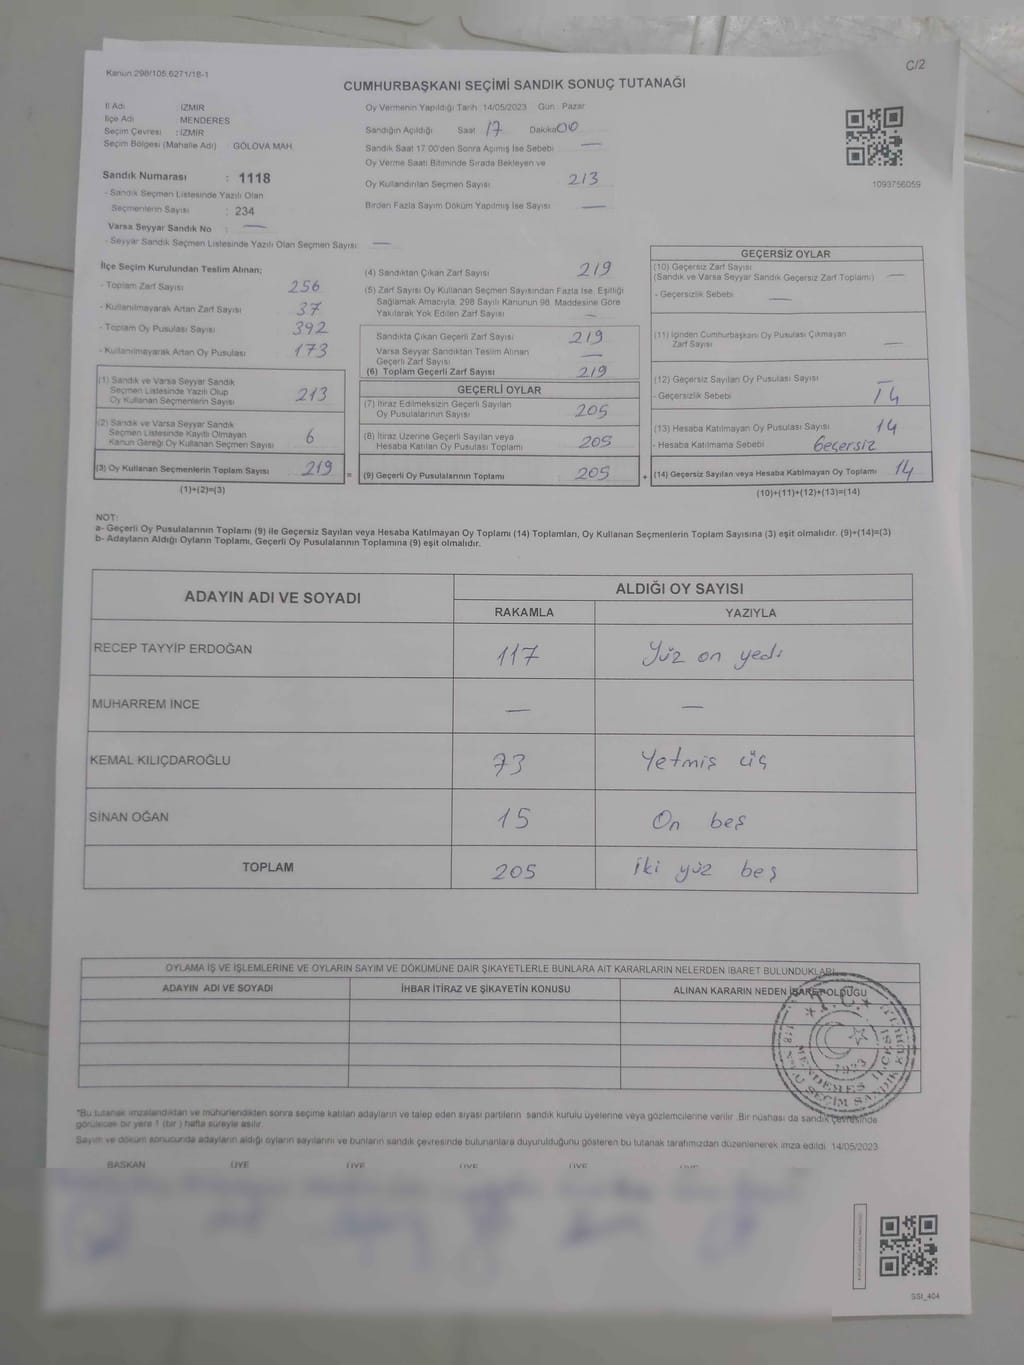 Kanun 298/105,6271/18-1
C/2
CUMHURBAŞKANI SEÇİMİ SANDIK SONUÇ TUTANAĞI
İl Adı : İZMİR
İlçe Adı : MENDERES
Seçim Çevresi : İZMİR
Seçim Bölgesi (Mahalle Adı) : GÖLOVA MAH.
Sandık Numarası : 1118
- Sandık Seçmen Listesinde Yazılı Olan
Seçmenlerin Sayısı : 234
Varsa Seyyar Sandık No : —
- Seyyar Sandık Seçmen Listesinde Yazılı Olan Seçmen Sayısı : —
Oy Vermenin Yapıldığı Tarih : 14/05/2023 Gün : Pazar
Sandığın Açıldığı Saat 17 Dakika 00
Sandık Saat 17:00'den Sonra Açımış İse Sebebi —
Oy Verme Saati Bitiminde Sırada Bekleyen ve
Oy Kullandırılan Seçmen Sayısı 213
Birden Fazla Sayım Döküm Yapılmış İse Sayısı —
1093756059
İlçe Seçim Kurulundan Teslim Alınan;
- Toplam Zarf Sayısı 256
- Kullanılmayarak Artan Zarf Sayısı 37
- Toplam Oy Pusulası Sayısı 392
- Kullanılmayarak Artan Oy Pusulası 173
(1) Sandık ve Varsa Seyyar Sandık
Seçmen Listesinde Yazılı Olup
Oy Kullanan Seçmenlerin Sayısı 213
(2) Sandık ve Varsa Seyyar Sandık
Seçmen Listesinde Kayıtlı Olmayan
Kanun Gereği Oy Kullanan Seçmen Sayısı 6
(3) Oy Kullanan Seçmenlerin Toplam Sayısı 219 =
(1)+(2)=(3)
(4) Sandıktan Çıkan Zarf Sayısı 219
(5) Zarf Sayısı Oy Kullanan Seçmen Sayısından Fazla İse, Eşitliği
Sağlamak Amacıyla, 298 Sayılı Kanunun 98. Maddesine Göre
Yakılarak Yok Edilen Zarf Sayısı —
Sandıkta Çıkan Geçerli Zarf Sayısı 219
Varsa Seyyar Sandıktan Teslim Alınan
Geçerli Zarf Sayısı —
(6) Toplam Geçerli Zarf Sayısı 219
GEÇERLİ OYLAR
(7) İtiraz Edilmeksizin Geçerli Sayılan
Oy Pusulalarının Sayısı 205
(8) İtiraz Üzerine Geçerli Sayılan veya
Hesaba Katılan Oy Pusulası Toplamı 205
(9) Geçerli Oy Pusulalarının Toplamı 205 +
GEÇERSİZ OYLAR
(10) Geçersiz Zarf Sayısı
(Sandık ve Varsa Seyyar Sandık Geçersiz Zarf Toplamı) —
- Geçersizlik Sebebi —
(11) İçinden Cumhurbaşkanı Oy Pusulası Çıkmayan
Zarf Sayısı —
(12) Geçersiz Sayılan Oy Pusulası Sayısı —
- Geçersizlik Sebebi 14
(13) Hesaba Katılmayan Oy Pusulası Sayısı 14
- Hesaba Katılmama Sebebi Geçersiz
(14) Geçersiz Sayılan veya Hesaba Katılmayan Oy Toplamı 14
(10)+(11)+(12)+(13)=(14)
NOT:
a- Geçerli Oy Pusulalarının Toplamı (9) ile Geçersiz Sayılan veya Hesaba Katılmayan Oy Toplamı (14) Toplamları, Oy Kullanan Seçmenlerin Toplam Sayısına (3) eşit olmalıdır. (9)+(14)=(3)
b- Adayların Aldığı Oyların Toplamı, Geçerli Oy Pusulalarının Toplamına (9) eşit olmalıdır.
ADAYIN ADI VE SOYADI
ALDIĞI OY SAYISI
RAKAMLA YAZIYLA
RECEP TAYYİP ERDOĞAN 117 Yüz on yedi
MUHARREM İNCE — —
KEMAL KILIÇDAROĞLU 73 Yetmiş üç
SİNAN OĞAN 15 On beş
TOPLAM 205 İki yüz beş
OYLAMA İŞ VE İŞLEMLERİNE VE OYLARIN SAYIM VE DÖKÜMÜNE DAİR ŞİKAYETLERLE BUNLARA AİT KARARLARIN NELERDEN İBARET BULUNDUKLARI
ADAYIN ADI VE SOYADI İHBAR İTİRAZ VE ŞİKAYETİN KONUSU ALINAN KARARIN NEDEN İBARET OLDUĞU
T.C.
1923
MENDERES İLÇESİ
1118 NOLU SEÇİM SANDIK KURULU
"Bu tutanak imzalandıktan ve mühürlendikten sonra seçime katılan adayların ve talep eden siyasi partilerin sandık kurulu üyelerine veya gözlemcilerine verilir. Bir nüshası da sandık çevresinde
görülecek bir yere 1 (bir ) hafta süreyle asılır.
Sayım ve döküm sonucunda adayların aldığı oyların sayılarını ve bunların sandık çevresinde bulunanlara duyurulduğunu gösteren bu tutanak tarafımızdan düzenlenerek imza edildi. 14/05/2023
BAŞKAN ÜYE ÜYE ÜYE ÜYE ÜYE
SSI_404